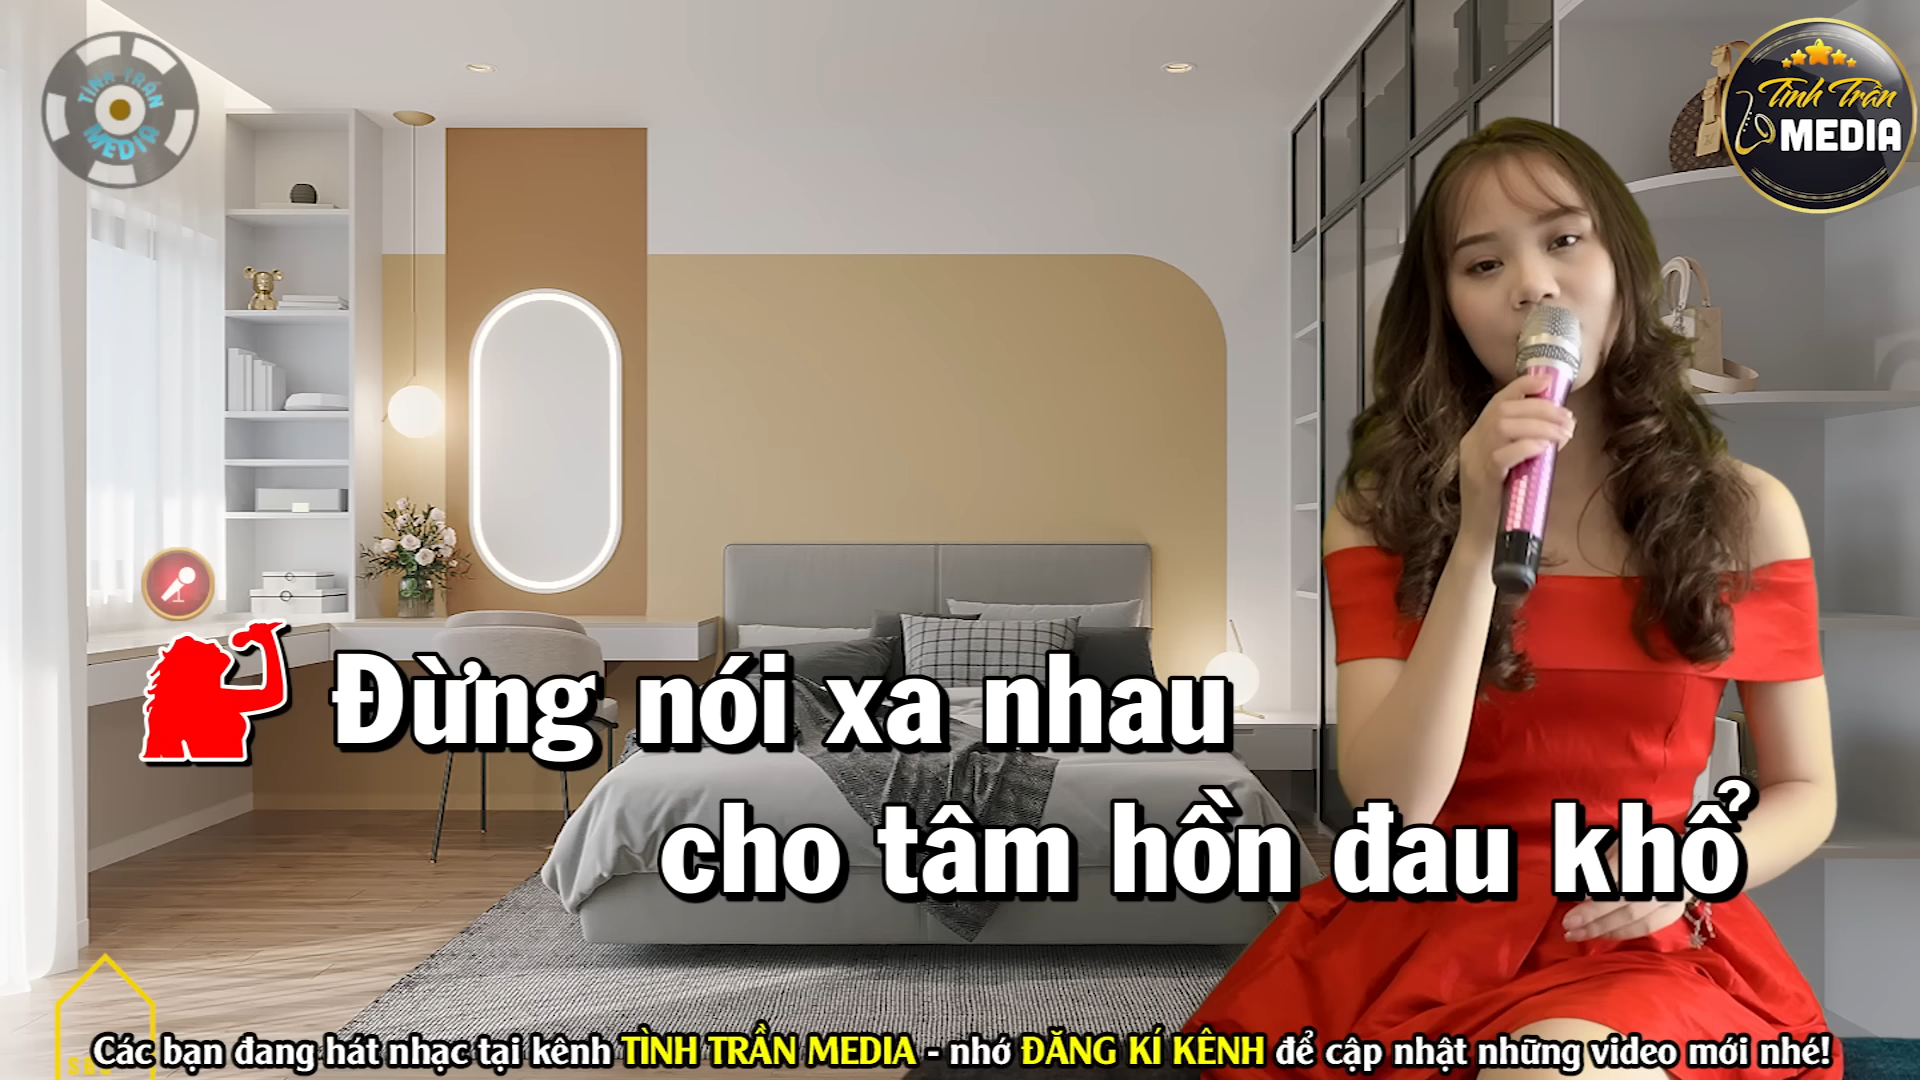 TÌNH TRẦN
MEDIA
Tình Trần
MEDIA
Đừng nói xa nhau
cho tâm hồn đau khổ
Các bạn đang hát nhạc tại kênh TÌNH TRẦN MEDIA - nhớ ĐĂNG KÍ KÊNH để cập nhật những video mới nhé!